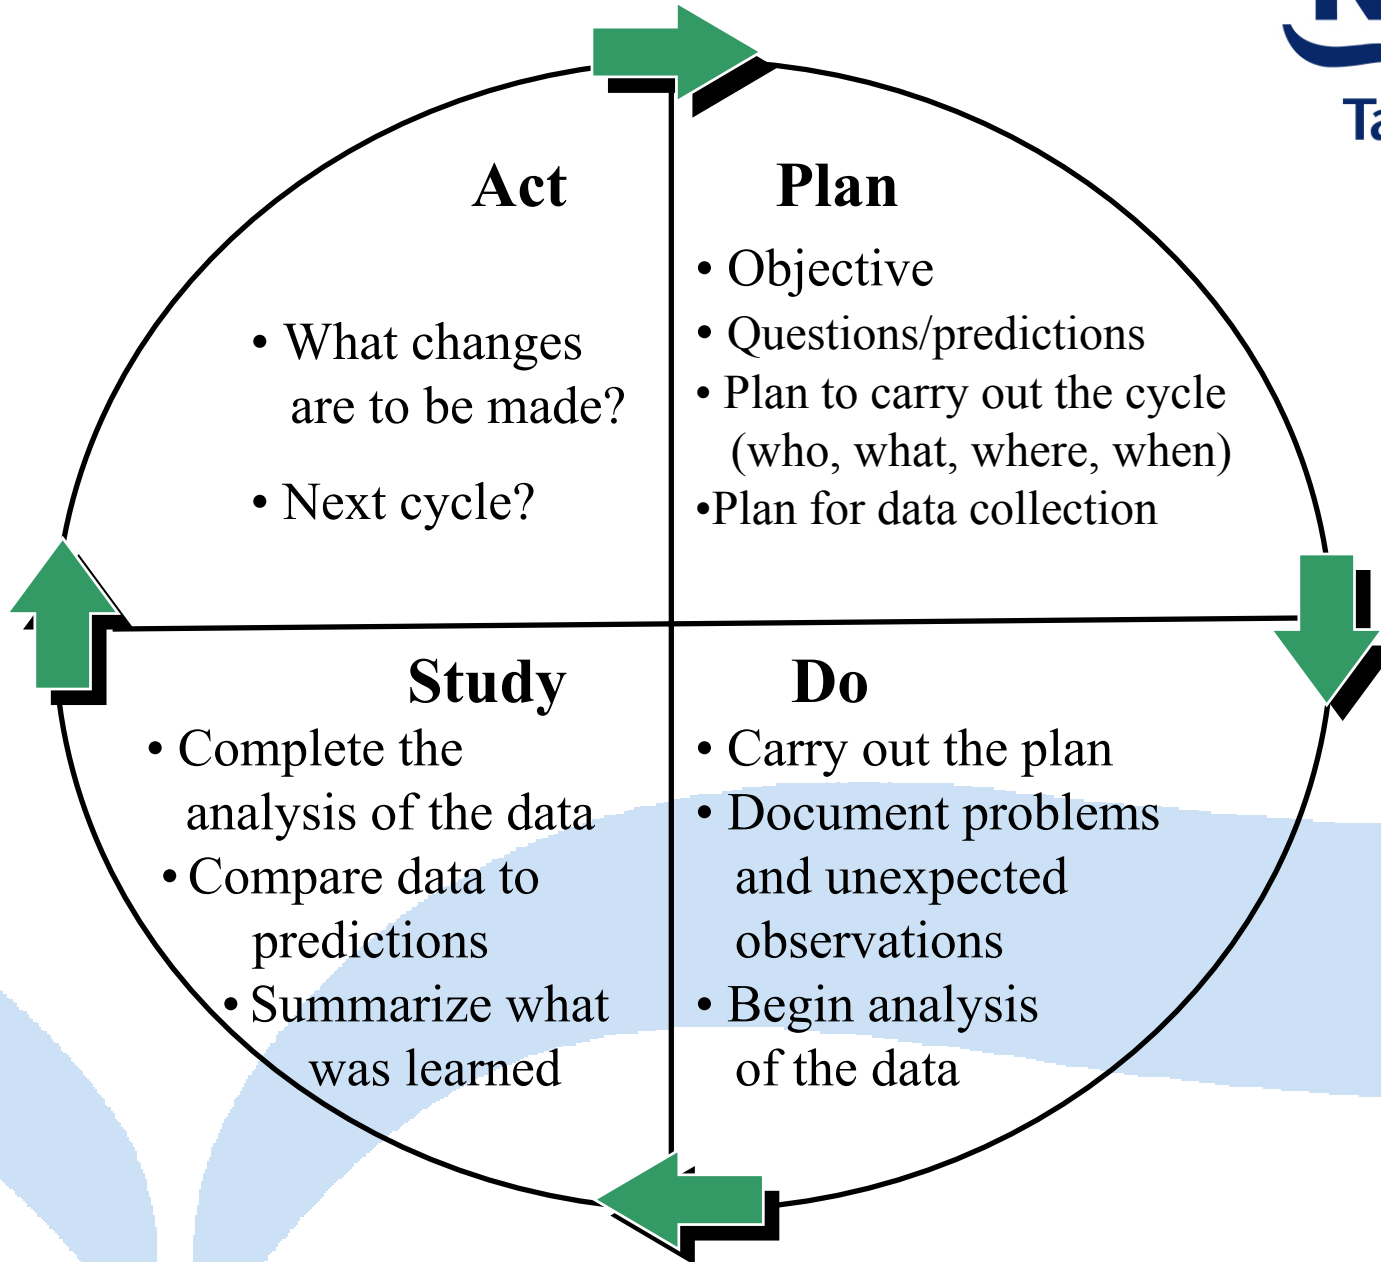 Act
• What changes
are to be made?
• Next cycle?
Plan
• Objective
• Questions/predictions
• Plan to carry out the cycle
(who, what, where, when)
•Plan for data collection
Study
• Complete the
analysis of the data
• Compare data to
predictions
• Summarize what
was learned
Do
• Carry out the plan
• Document problems
and unexpected
observations
• Begin analysis
of the data